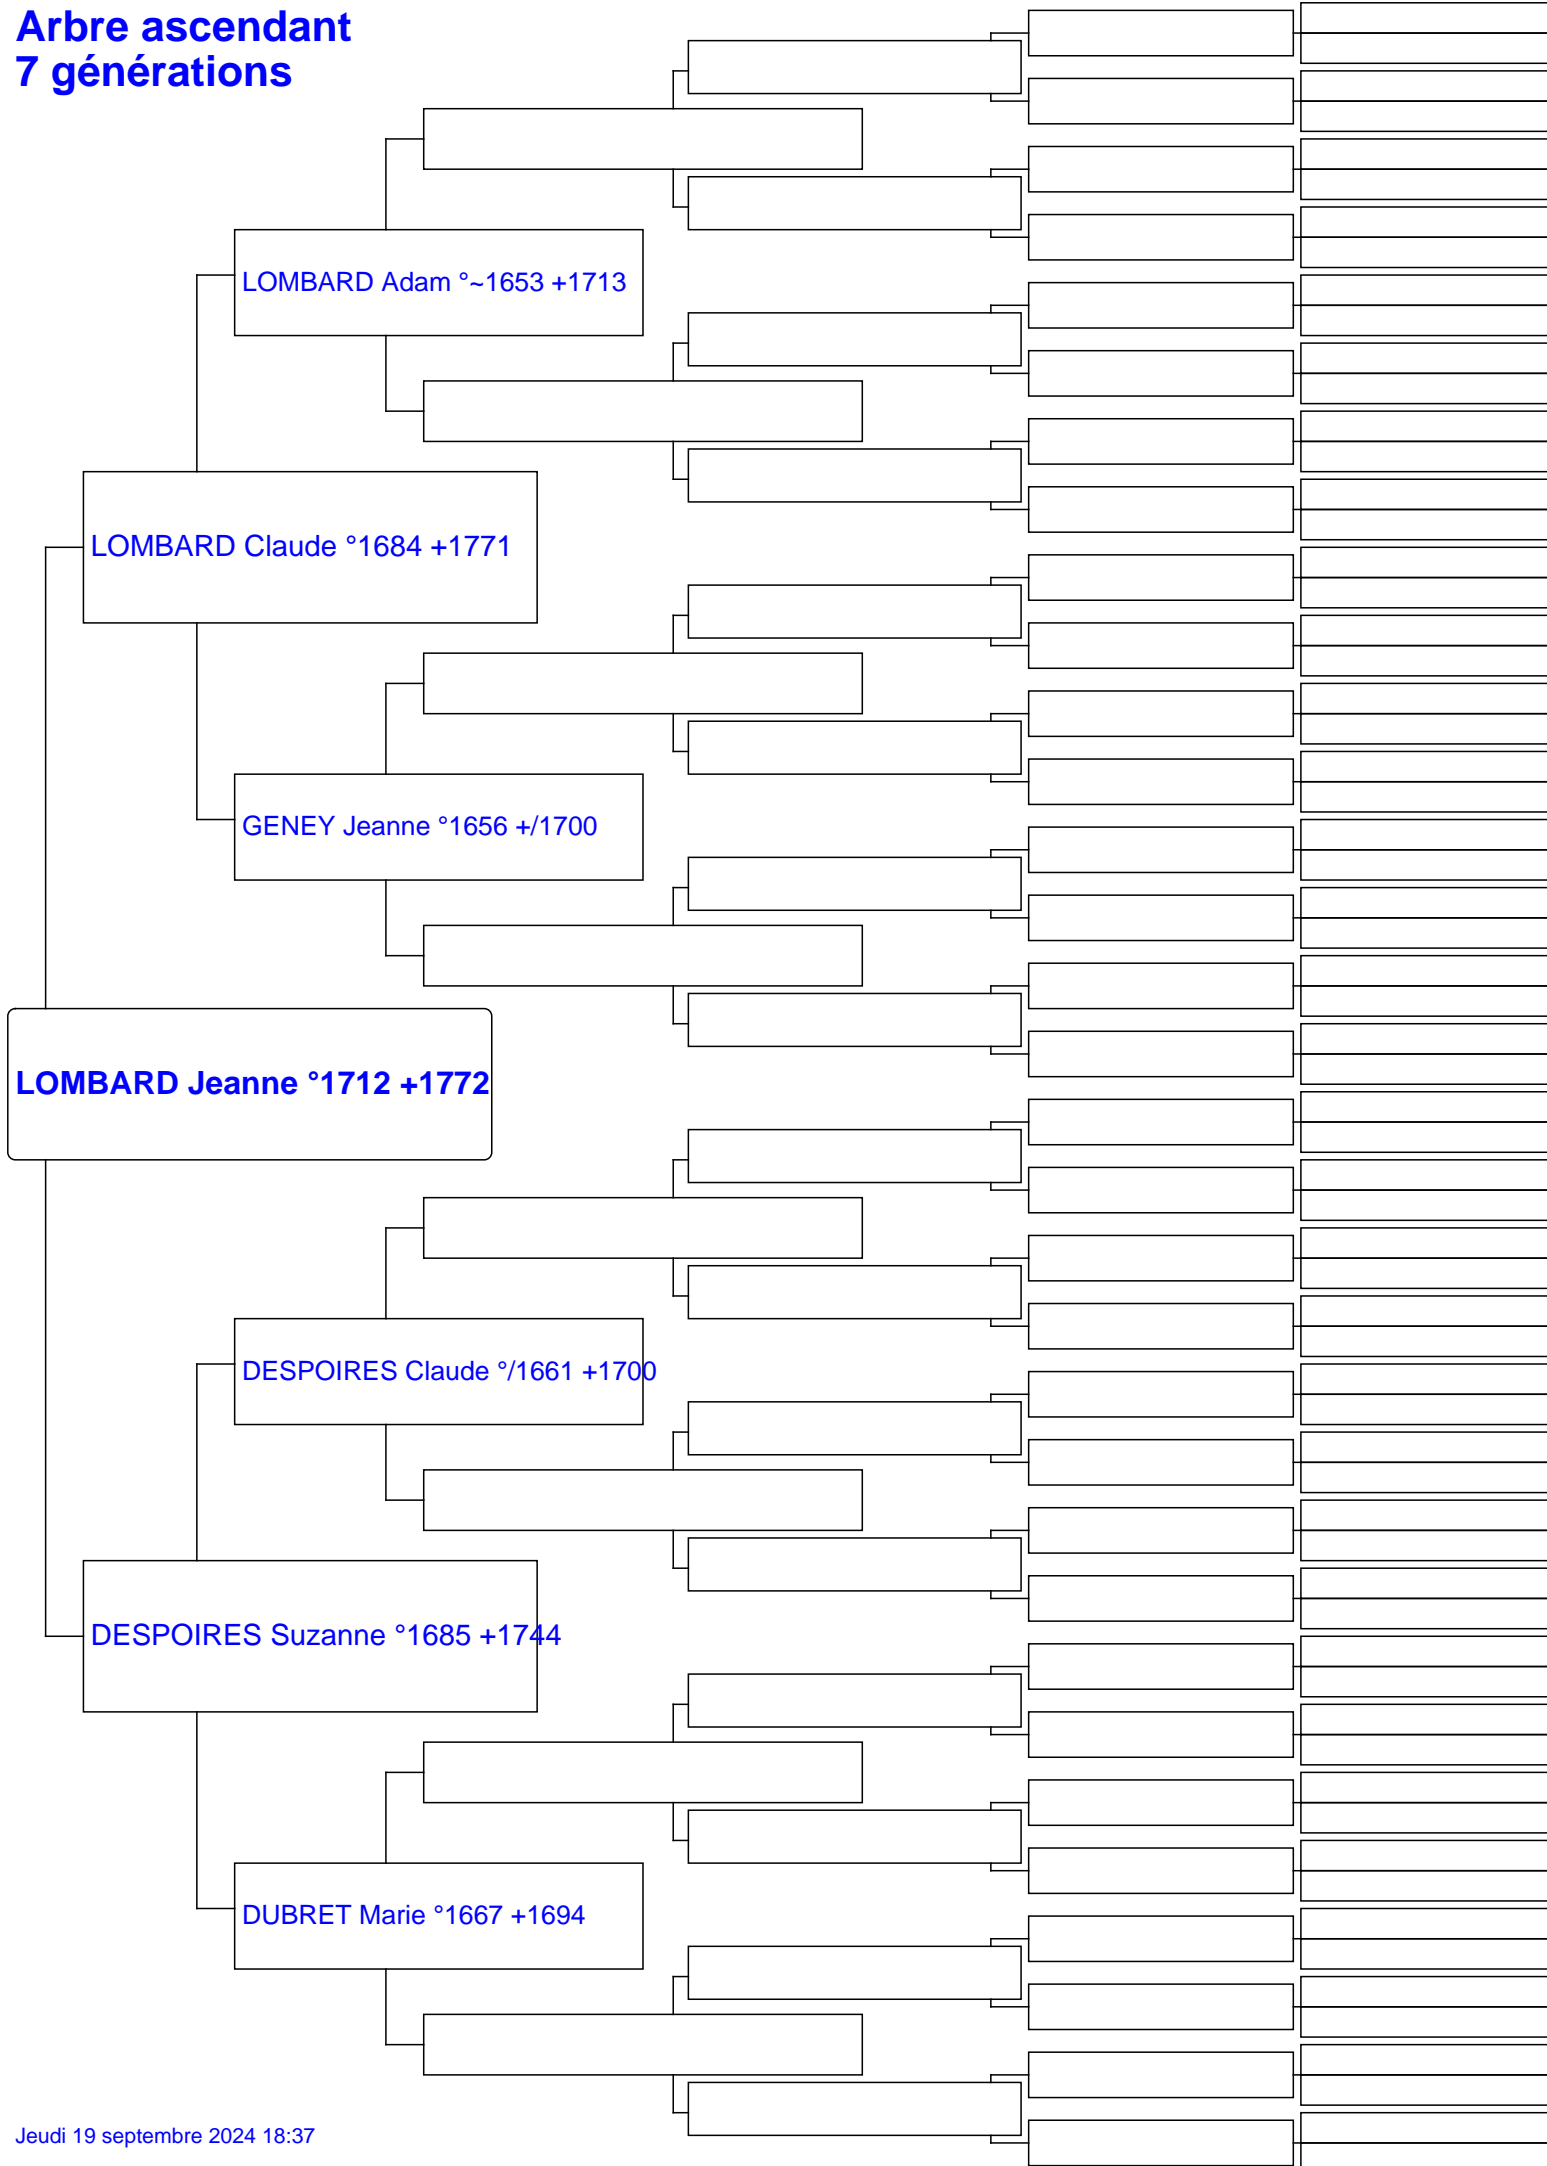 Arbre ascendant
7 générations
LOMBARD Adam °~1653 +1713
LOMBARD Claude °1684 +1771
GENEY Jeanne °1656 +/1700
LOMBARD Jeanne °1712 +1772
DESPOIRES Claude °/1661 +1700
DESPOIRES Suzanne °1685 +1744
DUBRET Marie °1667 +1694
Jeudi 19 septembre 2024 18:37